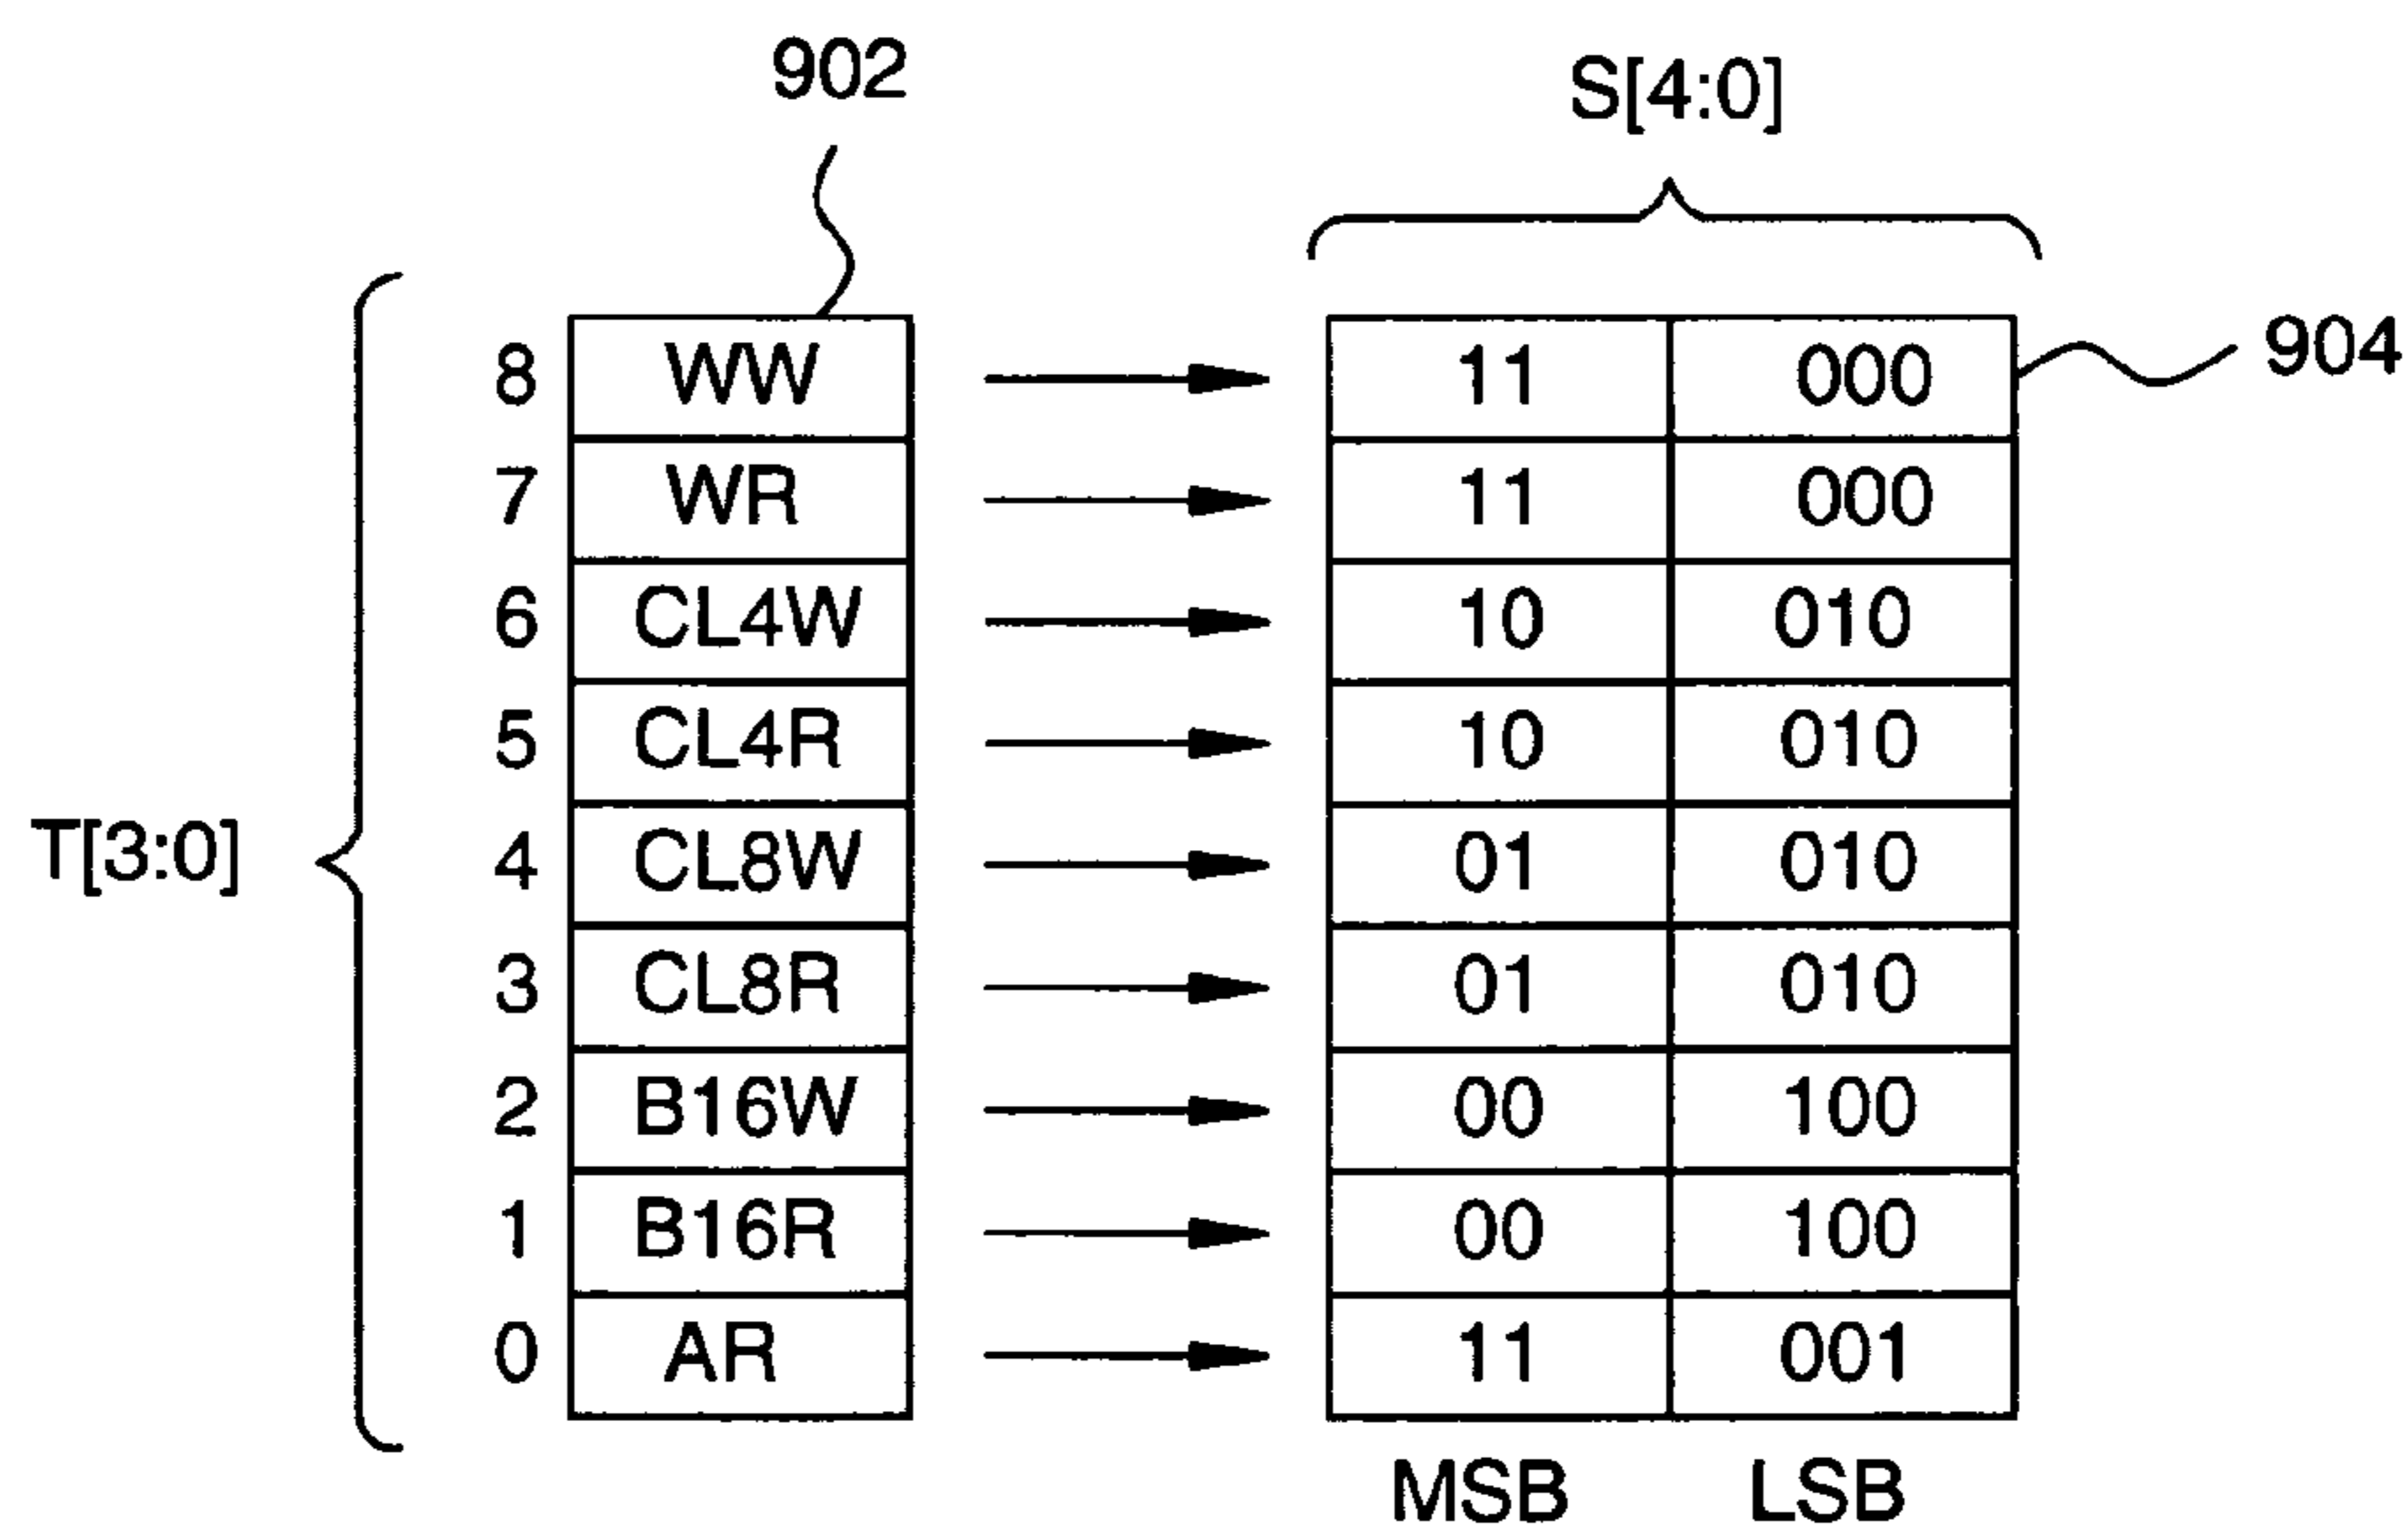 902
S[4:0]
904
8 WW 11 000
7 WR 11 000
6 CL4W 10 010
5 CL4R 10 010
T[3:0]
4 CL8W 01 010
3 CL8R 01 010
2 B16W 00 100
1 B16R 00 100
0 AR 11 001
MSB LSB